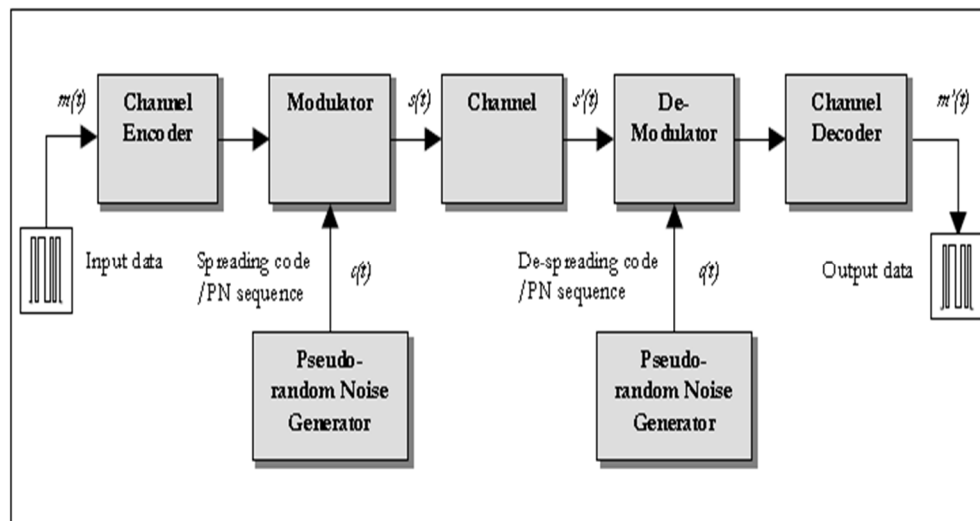 m(t)
Channel
Encoder
Modulator
s(t)
Channel
s'(t)
De-
Modulator
Channel
Decoder
m'(t)
Input data
Spreading code
/PN sequence
c(t)
De-spreading code
/PN sequence
c(t)
Output data
Pseudo-
random Noise
Generator
Pseudo-
random Noise
Generator